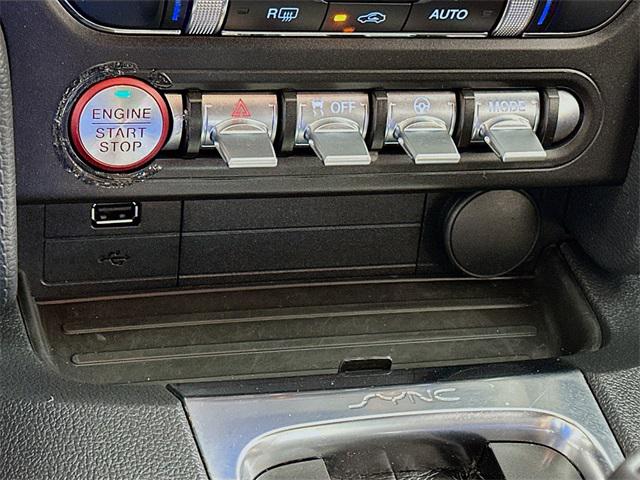 R
AUTO
ENGINE
START
STOP
OFF
MODE
SYNC